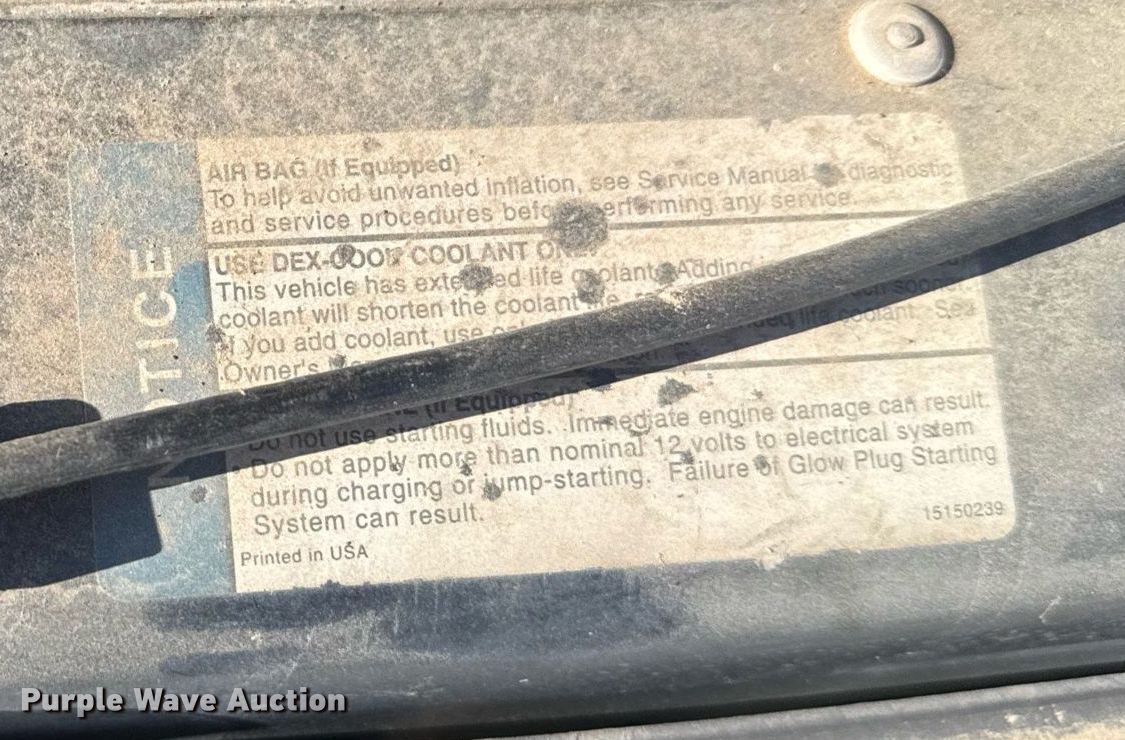 NOTICE
AIR BAG (If Equipped)
To help avoid unwanted inflation, see Service Manual diagnostic
and service procedures before performing any service.
USE DEX-COOL COOLANT
This vehicle has extended life coolant. Adding
coolant will shorten the coolant life.
If you add coolant, use life coolant. See
Owner's
(If Equipped)
Do not use starting fluids. Immediate engine damage can result.
Do not apply more than nominal 12 volts to electrical system
during charging or jump-starting. Failure of Glow Plug Starting
System can result.
15150239
Printed in USA
Purple Wave Auction